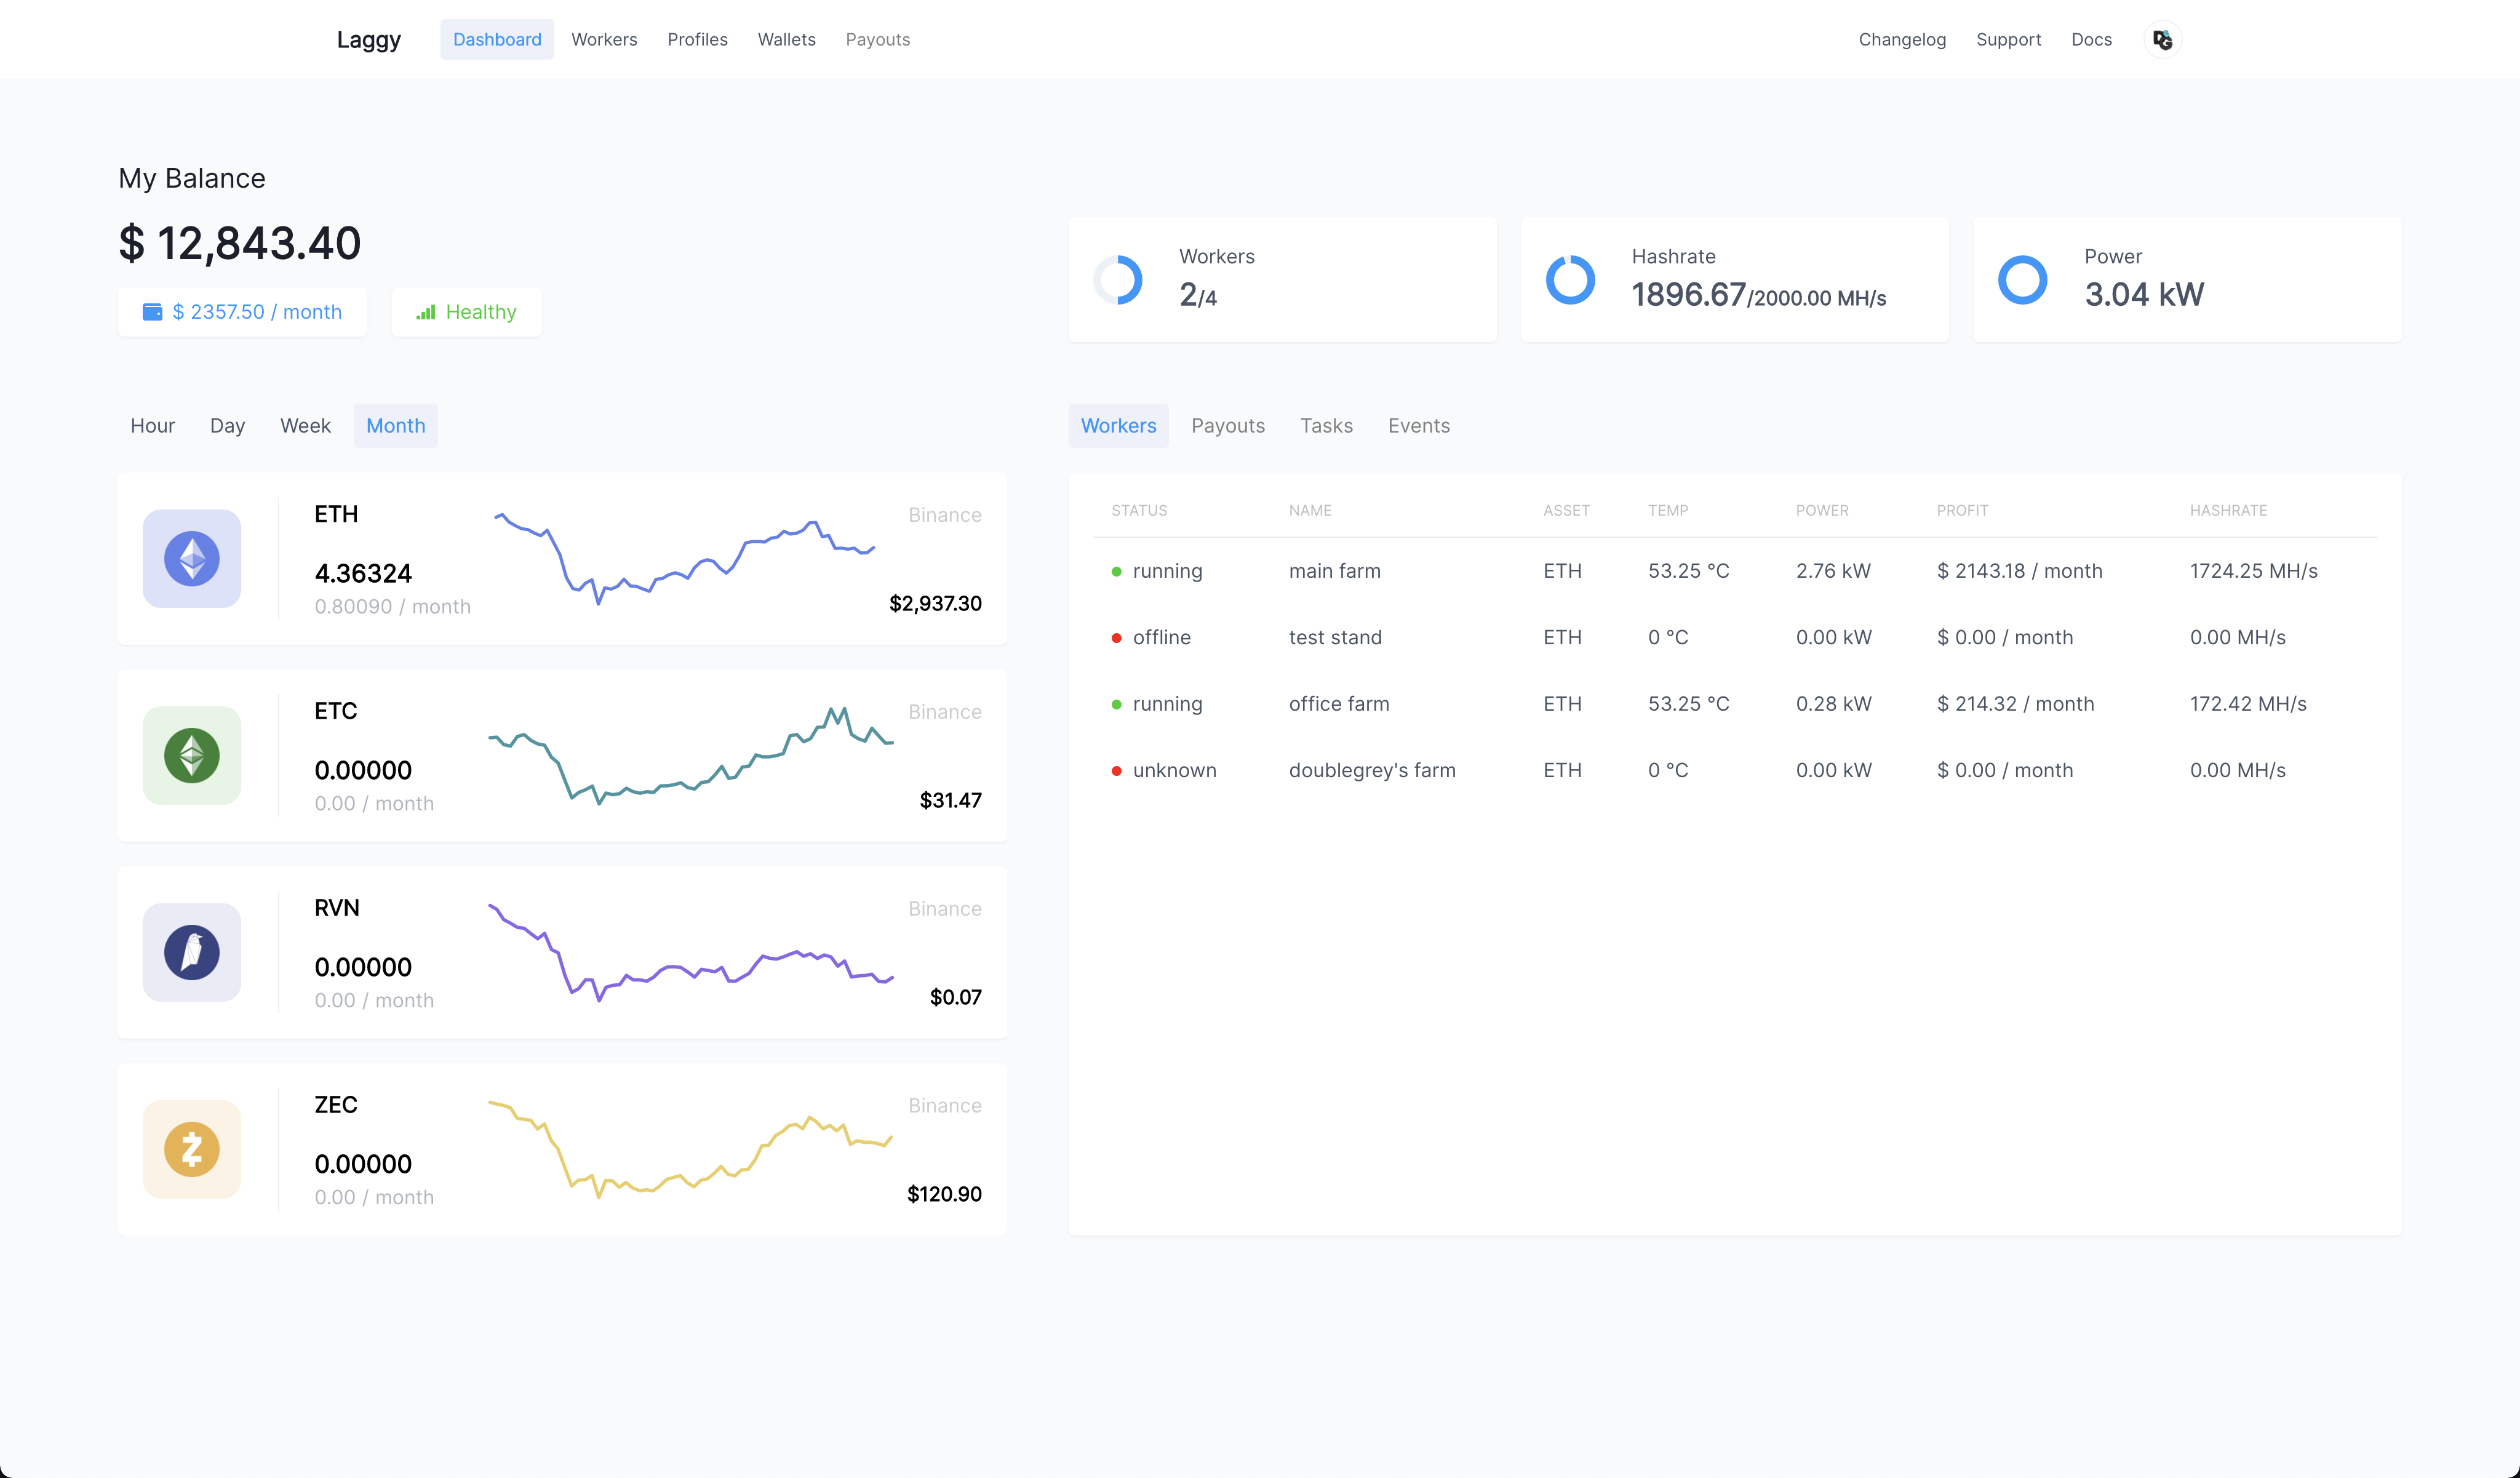 Laggy Dashboard Workers Profiles Wallets Payouts Changelog Support Docs
My Balance
$ 12,843.40
$ 2357.50 / month Healthy
Workers
2/4
Hashrate
1896.67/2000.00 MH/s
Power
3.04 kW
Hour Day Week Month
ETH Binance
4.36324
0.80090 / month
$2,937.30
ETC Binance
0.00000
0.00 / month
$31.47
RVN Binance
0.00000
0.00 / month
$0.07
ZEC Binance
0.00000
0.00 / month
$120.90
Workers Payouts Tasks Events
STATUS NAME ASSET TEMP POWER PROFIT HASHRATE
running main farm ETH 53.25 °C 2.76 kW $ 2143.18 / month 1724.25 MH/s
offline test stand ETH 0 °C 0.00 kW $ 0.00 / month 0.00 MH/s
running office farm ETH 53.25 °C 0.28 kW $ 214.32 / month 172.42 MH/s
unknown doublegrey's farm ETH 0 °C 0.00 kW $ 0.00 / month 0.00 MH/s